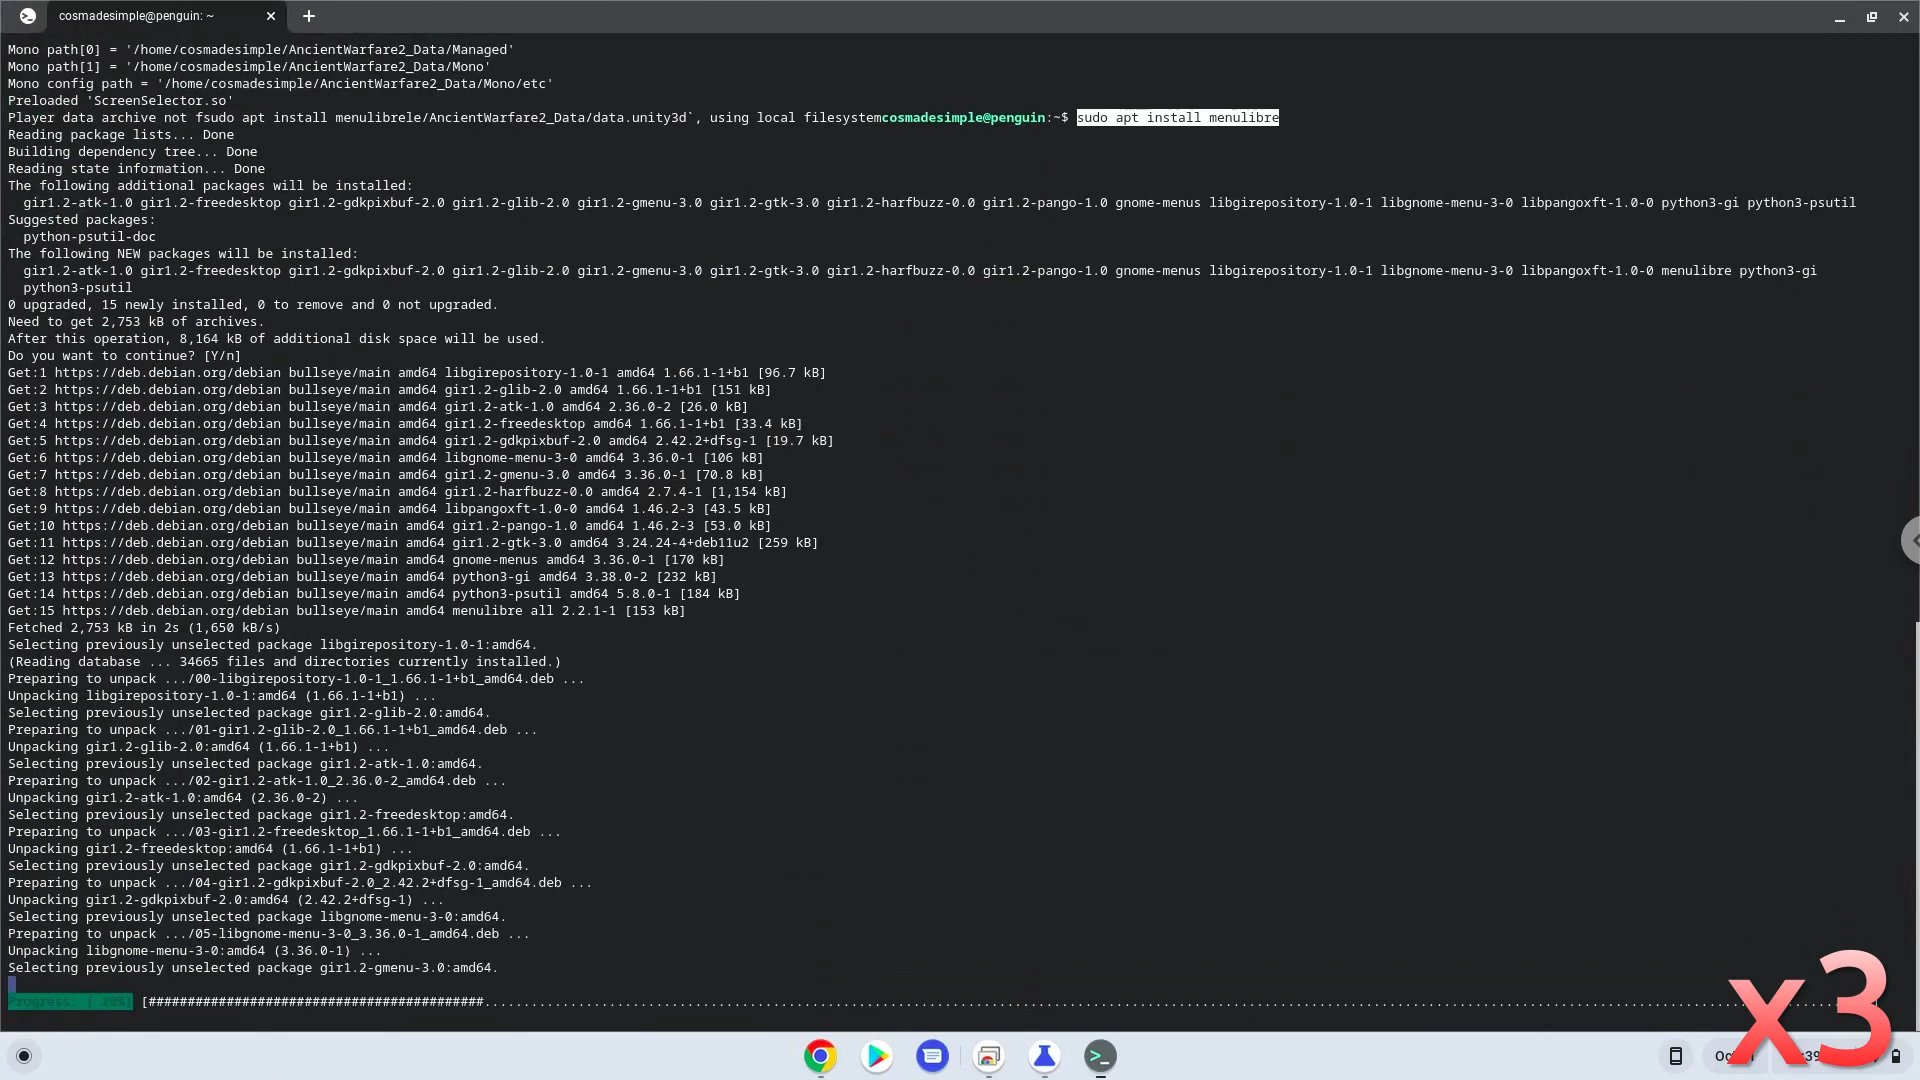 cosmadesimple@penguin: ~
Mono path[0] = '/home/cosmadesimple/AncientWarfare2_Data/Managed'
Mono path[1] = '/home/cosmadesimple/AncientWarfare2_Data/Mono'
Mono config path = '/home/cosmadesimple/AncientWarfare2_Data/Mono/etc'
Preloaded 'ScreenSelector.so'
Player data archive not fsudo apt install menulibrele/AncientWarfare2_Data/data.unity3d`, using local filesystemcosmadesimple@penguin:~$ sudo apt install menulibre
Reading package lists... Done
Building dependency tree... Done
Reading state information... Done
The following additional packages will be installed:
  gir1.2-atk-1.0 gir1.2-freedesktop gir1.2-gdkpixbuf-2.0 gir1.2-glib-2.0 gir1.2-gmenu-3.0 gir1.2-gtk-3.0 gir1.2-harfbuzz-0.0 gir1.2-pango-1.0 gnome-menus libgirepository-1.0-1 libgnome-menu-3-0 libpangoxft-1.0-0 python3-gi python3-psutil
Suggested packages:
  python-psutil-doc
The following NEW packages will be installed:
  gir1.2-atk-1.0 gir1.2-freedesktop gir1.2-gdkpixbuf-2.0 gir1.2-glib-2.0 gir1.2-gmenu-3.0 gir1.2-gtk-3.0 gir1.2-harfbuzz-0.0 gir1.2-pango-1.0 gnome-menus libgirepository-1.0-1 libgnome-menu-3-0 libpangoxft-1.0-0 menulibre python3-gi
  python3-psutil
0 upgraded, 15 newly installed, 0 to remove and 0 not upgraded.
Need to get 2,753 kB of archives.
After this operation, 8,164 kB of additional disk space will be used.
Do you want to continue? [Y/n]
Get:1 https://deb.debian.org/debian bullseye/main amd64 libgirepository-1.0-1 amd64 1.66.1-1+b1 [96.7 kB]
Get:2 https://deb.debian.org/debian bullseye/main amd64 gir1.2-glib-2.0 amd64 1.66.1-1+b1 [151 kB]
Get:3 https://deb.debian.org/debian bullseye/main amd64 gir1.2-atk-1.0 amd64 2.36.0-2 [26.0 kB]
Get:4 https://deb.debian.org/debian bullseye/main amd64 gir1.2-freedesktop amd64 1.66.1-1+b1 [33.4 kB]
Get:5 https://deb.debian.org/debian bullseye/main amd64 gir1.2-gdkpixbuf-2.0 amd64 2.42.2+dfsg-1 [19.7 kB]
Get:6 https://deb.debian.org/debian bullseye/main amd64 libgnome-menu-3-0 amd64 3.36.0-1 [106 kB]
Get:7 https://deb.debian.org/debian bullseye/main amd64 gir1.2-gmenu-3.0 amd64 3.36.0-1 [70.8 kB]
Get:8 https://deb.debian.org/debian bullseye/main amd64 gir1.2-harfbuzz-0.0 amd64 2.7.4-1 [1,154 kB]
Get:9 https://deb.debian.org/debian bullseye/main amd64 libpangoxft-1.0-0 amd64 1.46.2-3 [43.5 kB]
Get:10 https://deb.debian.org/debian bullseye/main amd64 gir1.2-pango-1.0 amd64 1.46.2-3 [53.0 kB]
Get:11 https://deb.debian.org/debian bullseye/main amd64 gir1.2-gtk-3.0 amd64 3.24.24-4+deb11u2 [259 kB]
Get:12 https://deb.debian.org/debian bullseye/main amd64 gnome-menus amd64 3.36.0-1 [170 kB]
Get:13 https://deb.debian.org/debian bullseye/main amd64 python3-gi amd64 3.38.0-2 [232 kB]
Get:14 https://deb.debian.org/debian bullseye/main amd64 python3-psutil amd64 5.8.0-1 [184 kB]
Get:15 https://deb.debian.org/debian bullseye/main amd64 menulibre all 2.2.1-1 [153 kB]
Fetched 2,753 kB in 2s (1,650 kB/s)
Selecting previously unselected package libgirepository-1.0-1:amd64.
(Reading database ... 34665 files and directories currently installed.)
Preparing to unpack .../00-libgirepository-1.0-1_1.66.1-1+b1_amd64.deb ...
Unpacking libgirepository-1.0-1:amd64 (1.66.1-1+b1) ...
Selecting previously unselected package gir1.2-glib-2.0:amd64.
Preparing to unpack .../01-gir1.2-glib-2.0_1.66.1-1+b1_amd64.deb ...
Unpacking gir1.2-glib-2.0:amd64 (1.66.1-1+b1) ...
Selecting previously unselected package gir1.2-atk-1.0:amd64.
Preparing to unpack .../02-gir1.2-atk-1.0_2.36.0-2_amd64.deb ...
Unpacking gir1.2-atk-1.0:amd64 (2.36.0-2) ...
Selecting previously unselected package gir1.2-freedesktop:amd64.
Preparing to unpack .../03-gir1.2-freedesktop_1.66.1-1+b1_amd64.deb ...
Unpacking gir1.2-freedesktop:amd64 (1.66.1-1+b1) ...
Selecting previously unselected package gir1.2-gdkpixbuf-2.0:amd64.
Preparing to unpack .../04-gir1.2-gdkpixbuf-2.0_2.42.2+dfsg-1_amd64.deb ...
Unpacking gir1.2-gdkpixbuf-2.0:amd64 (2.42.2+dfsg-1) ...
Selecting previously unselected package libgnome-menu-3-0:amd64.
Preparing to unpack .../05-libgnome-menu-3-0_3.36.0-1_amd64.deb ...
Unpacking libgnome-menu-3-0:amd64 (3.36.0-1) ...
Selecting previously unselected package gir1.2-gmenu-3.0:amd64.
Progress: [
x3